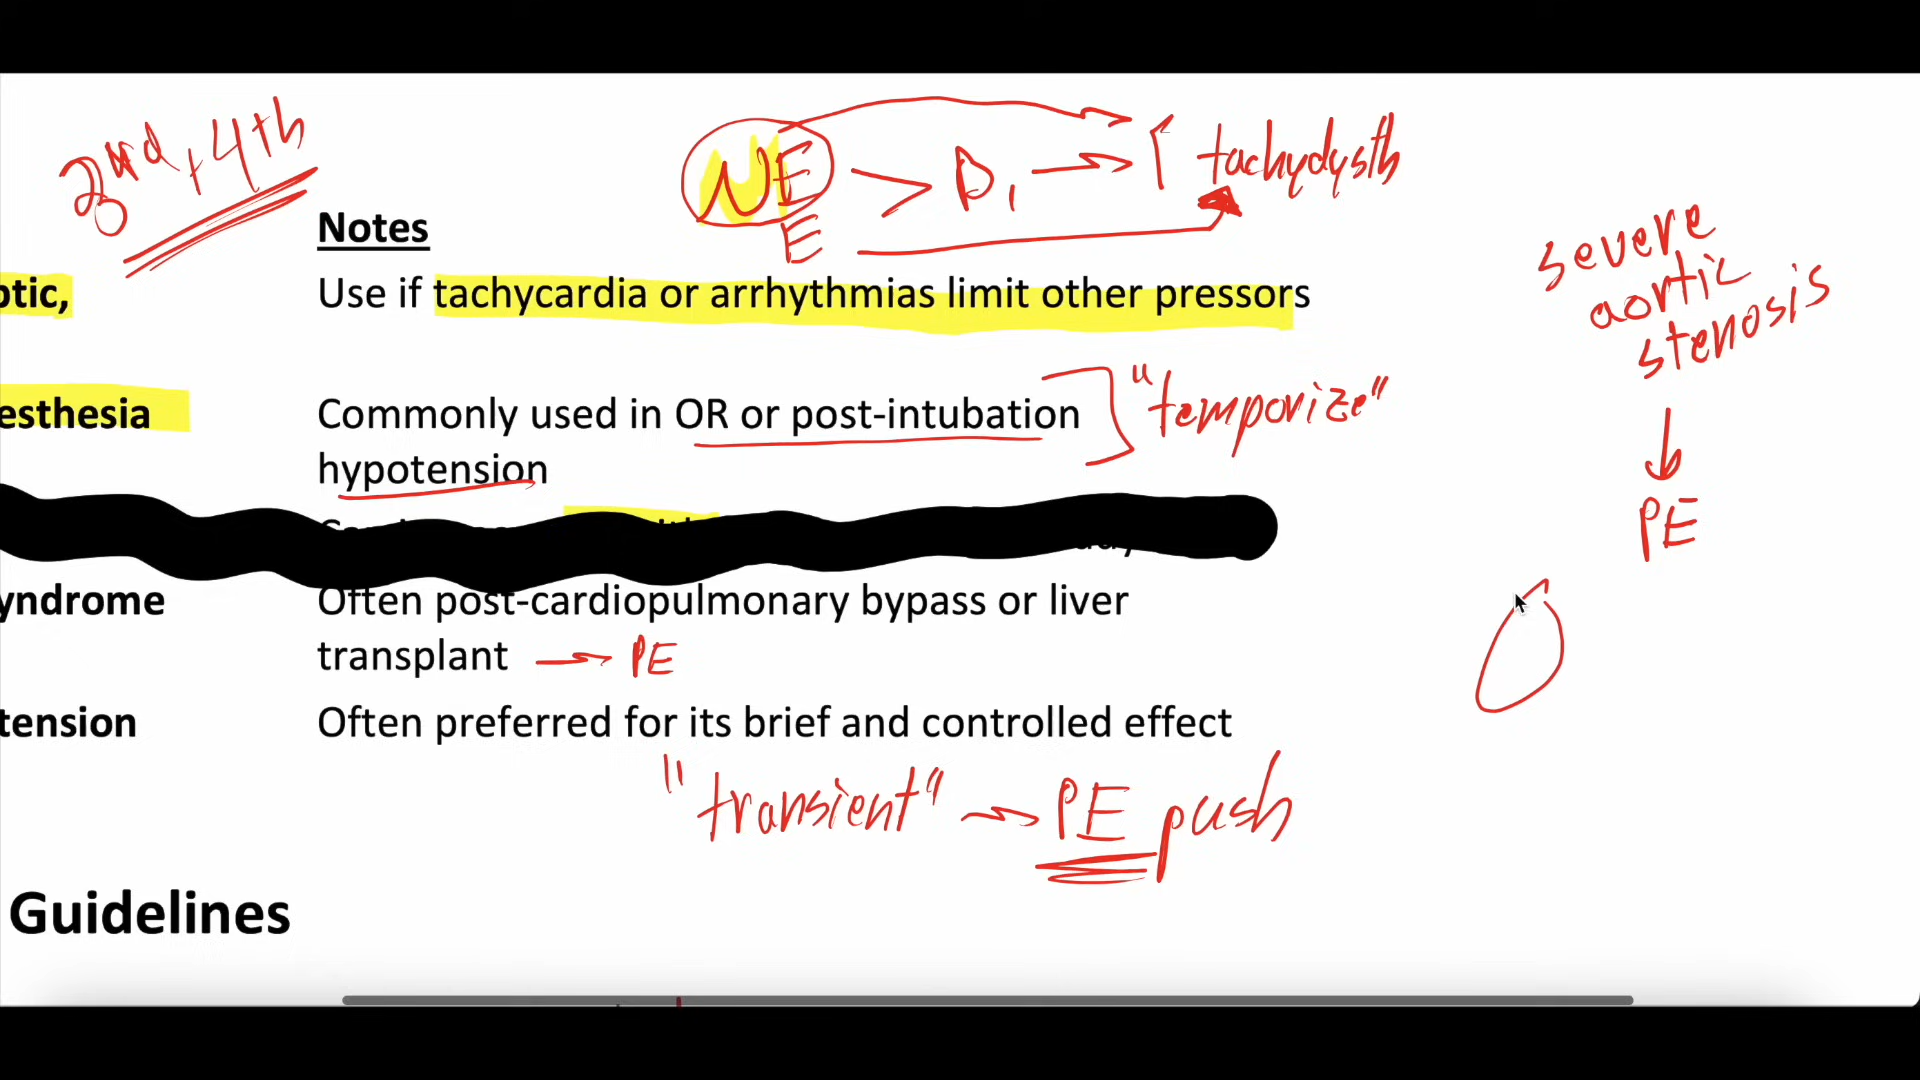 3rd + 4th
NE > D, → [ tachydysth
E
Notes
otic, Use if tachycardia or arrhythmias limit other pressors
severe
aortic
stenosis
↓
PE
esthesia Commonly used in OR or post-intubation
hypotension
"temporize"
yndrome Often post-cardiopulmonary bypass or liver
transplant → PE
tension Often preferred for its brief and controlled effect
"transient" → PE push
Guidelines